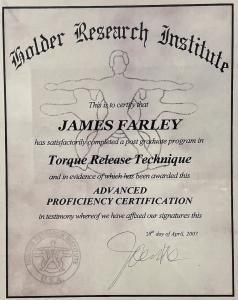 Holder Research Institute
This is to certify that
JAMES FARLEY
has satisfactorily completed a post graduate program in
Torque Release Technique
and in evidence of which has been awarded this
ADVANCED
PROFICIENCY CERTIFICATION
in testimony whereof we have affixed our signatures this
28th day of April, 2007